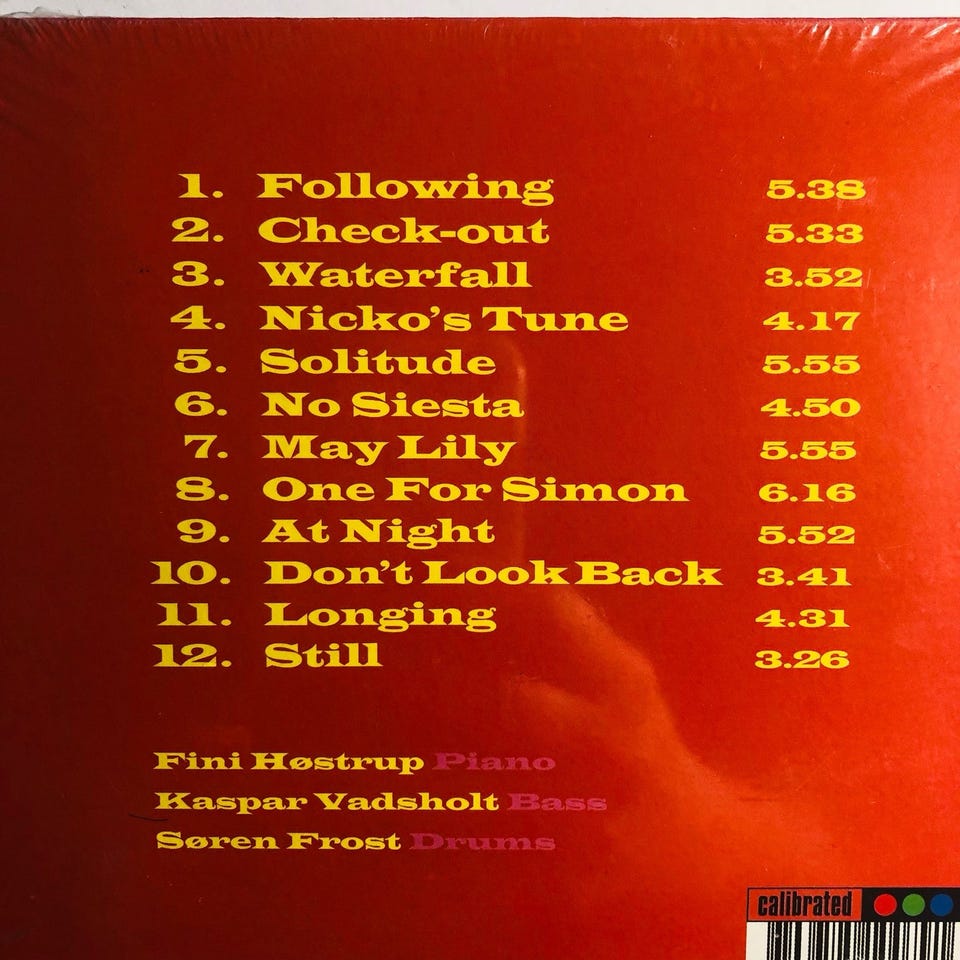 1. Following 5.38
2. Check-out 5.33
3. Waterfall 3.52
4. Nicko's Tune 4.17
5. Solitude 5.55
6. No Siesta 4.50
7. May Lily 5.55
8. One For Simon 6.16
9. At Night 5.52
10. Don't Look Back 3.41
11. Longing 4.31
12. Still 3.26
Fini Høstrup Piano
Kaspar Vadsholt Bass
Søren Frost Drums
calibrated